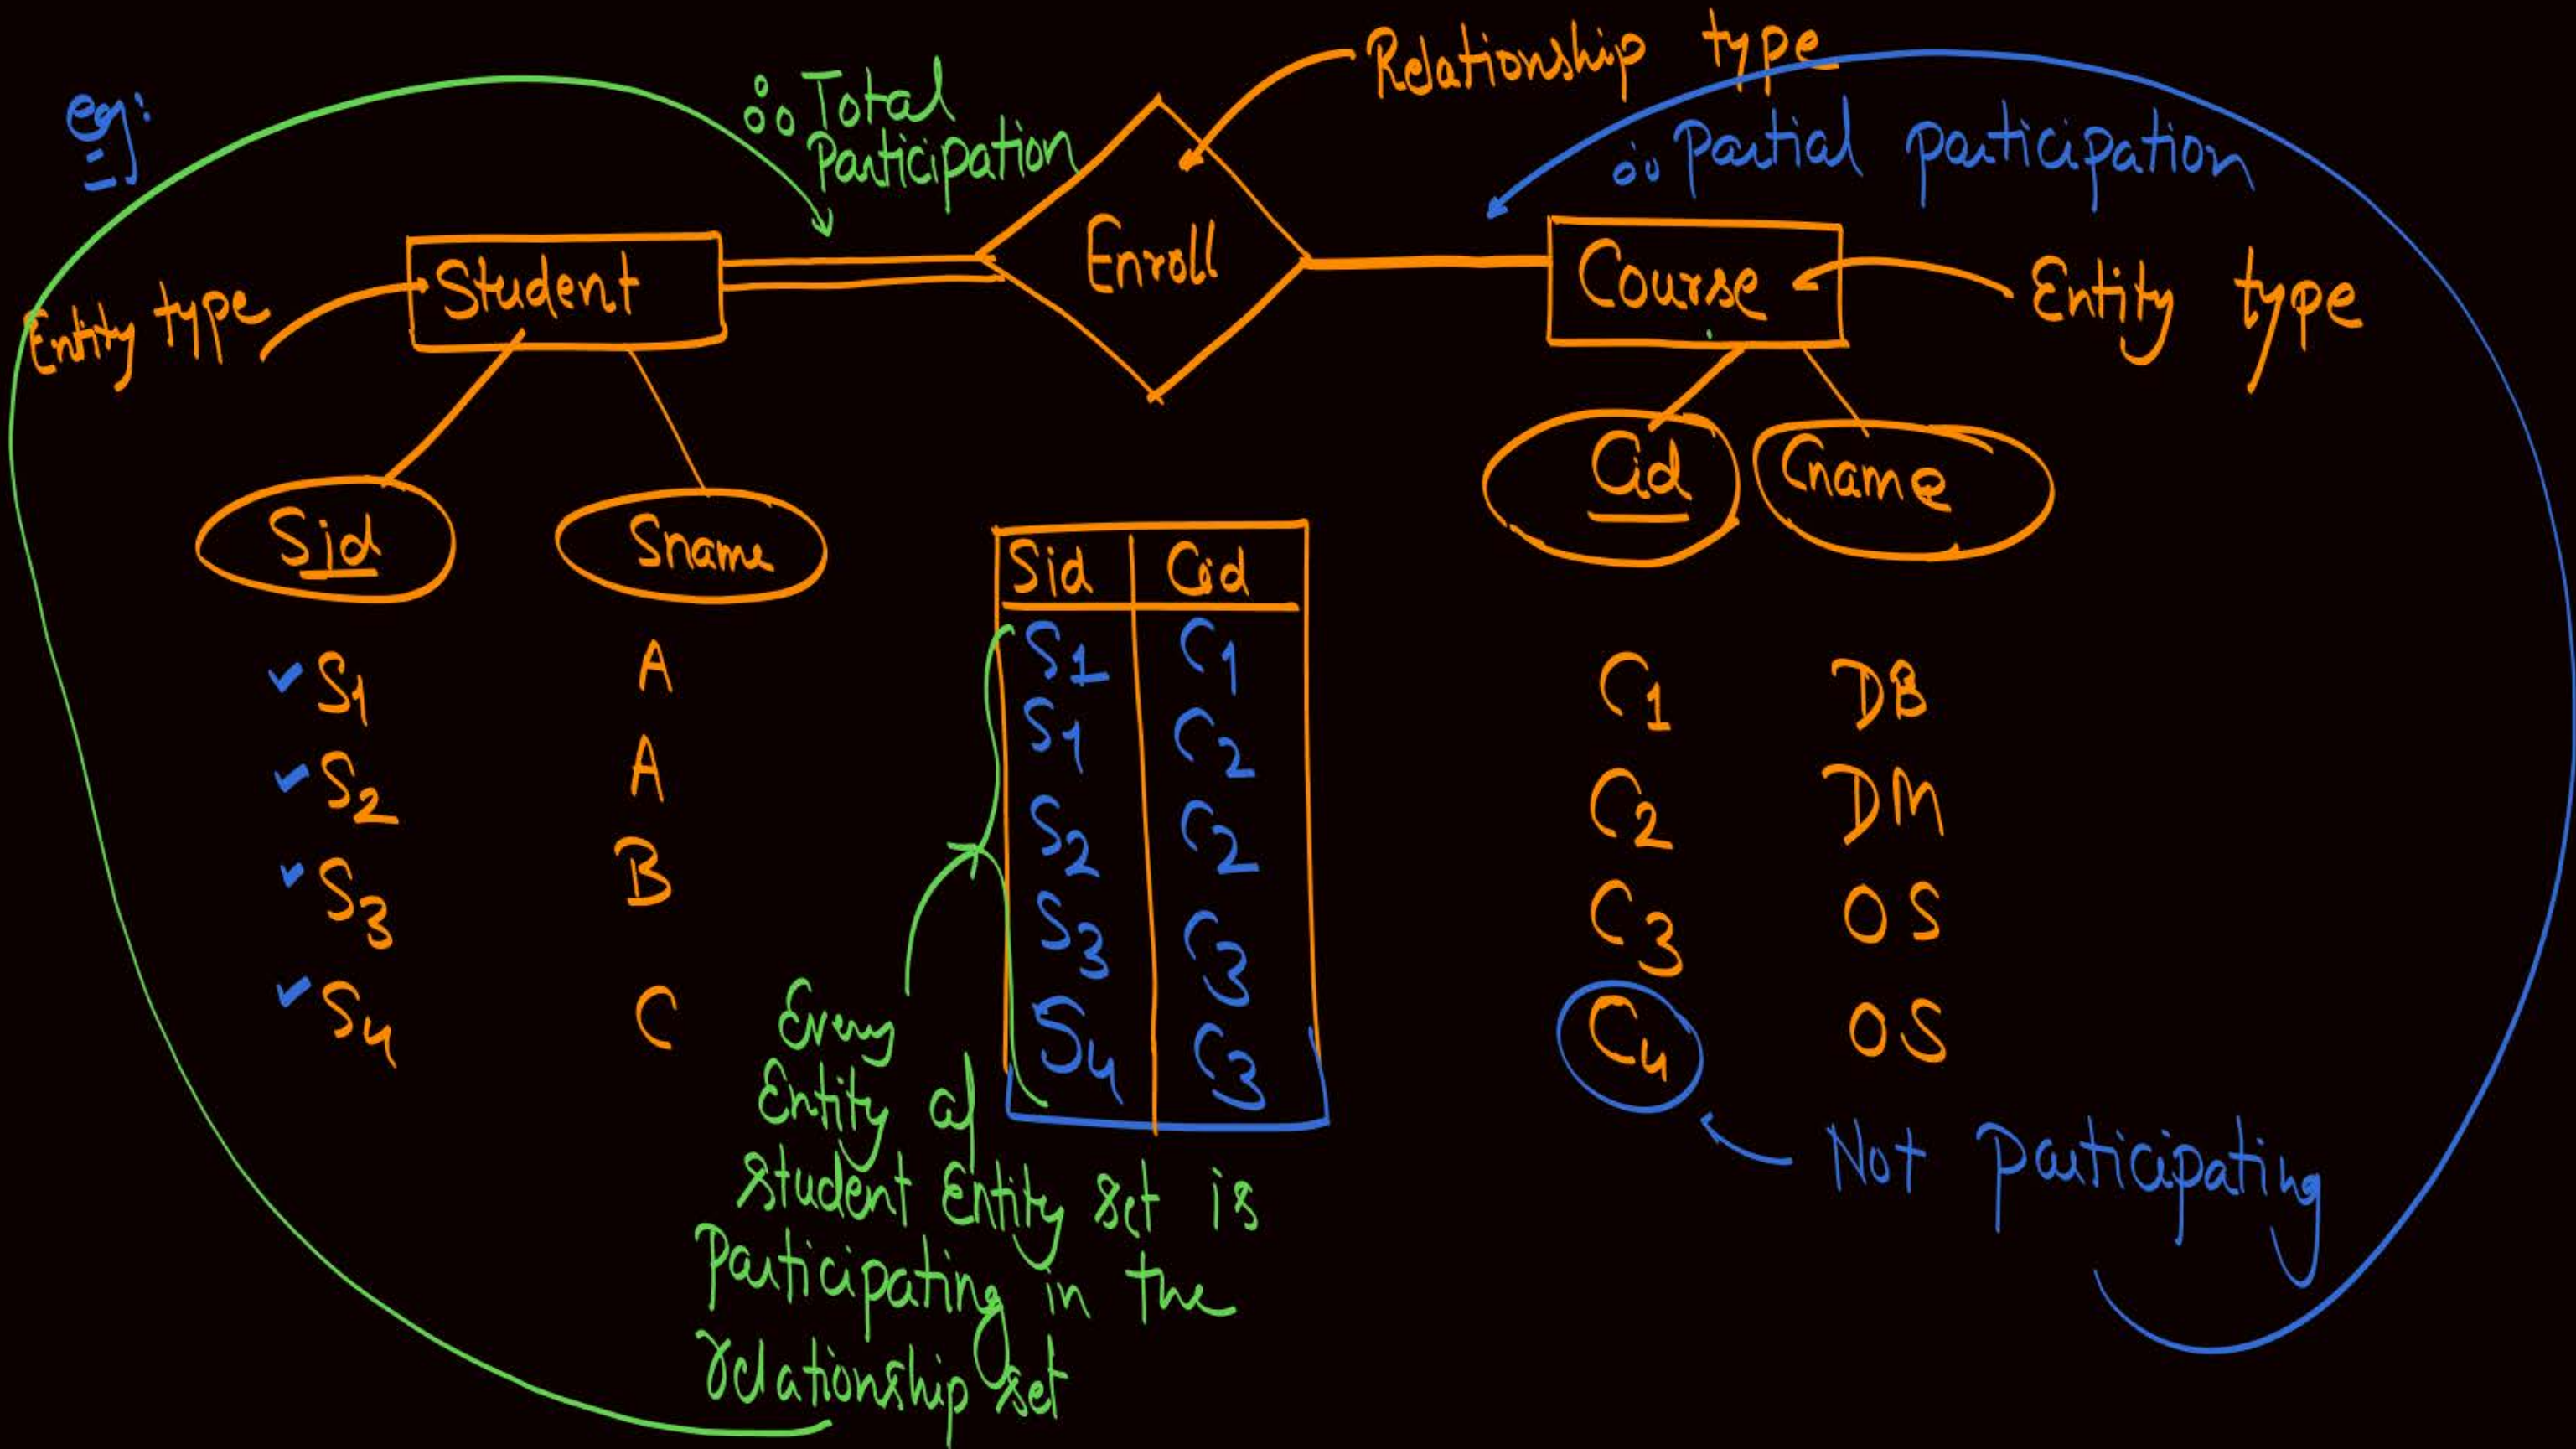 eg:
∴ Total
Participation
Relationship type
∴ Partial participation
Entity type
Student
Enroll
Course
Entity type
Sid
Sname
Cid
Cname
Sid Cid
S1 C1
S1 C2
S2 C2
S3 C3
S4 C3
S1 A
S2 A
S3 B
S4 C
C1 DB
C2 DM
C3 OS
C4 OS
Every
Entity of
Student Entity set is
Participating in the
relationship set
Not Participating